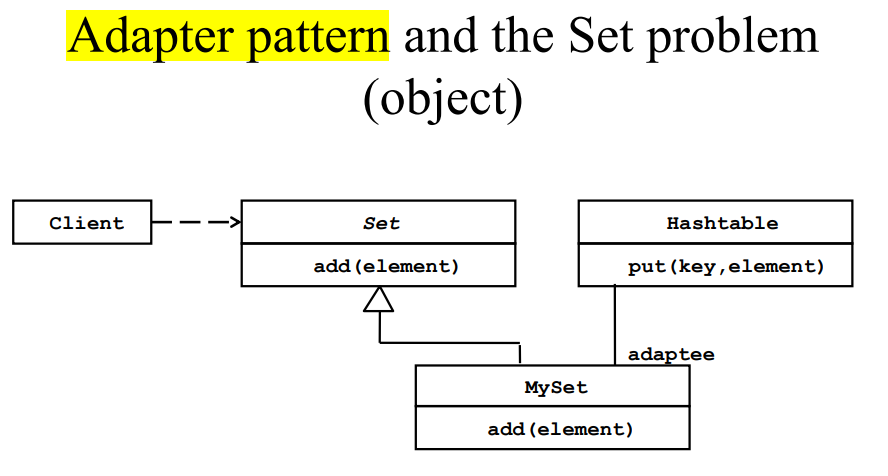 Adapter pattern and the Set problem
(object)
Client
Set
Hashtable
add(element)
put(key,element)
adaptee
MySet
add(element)